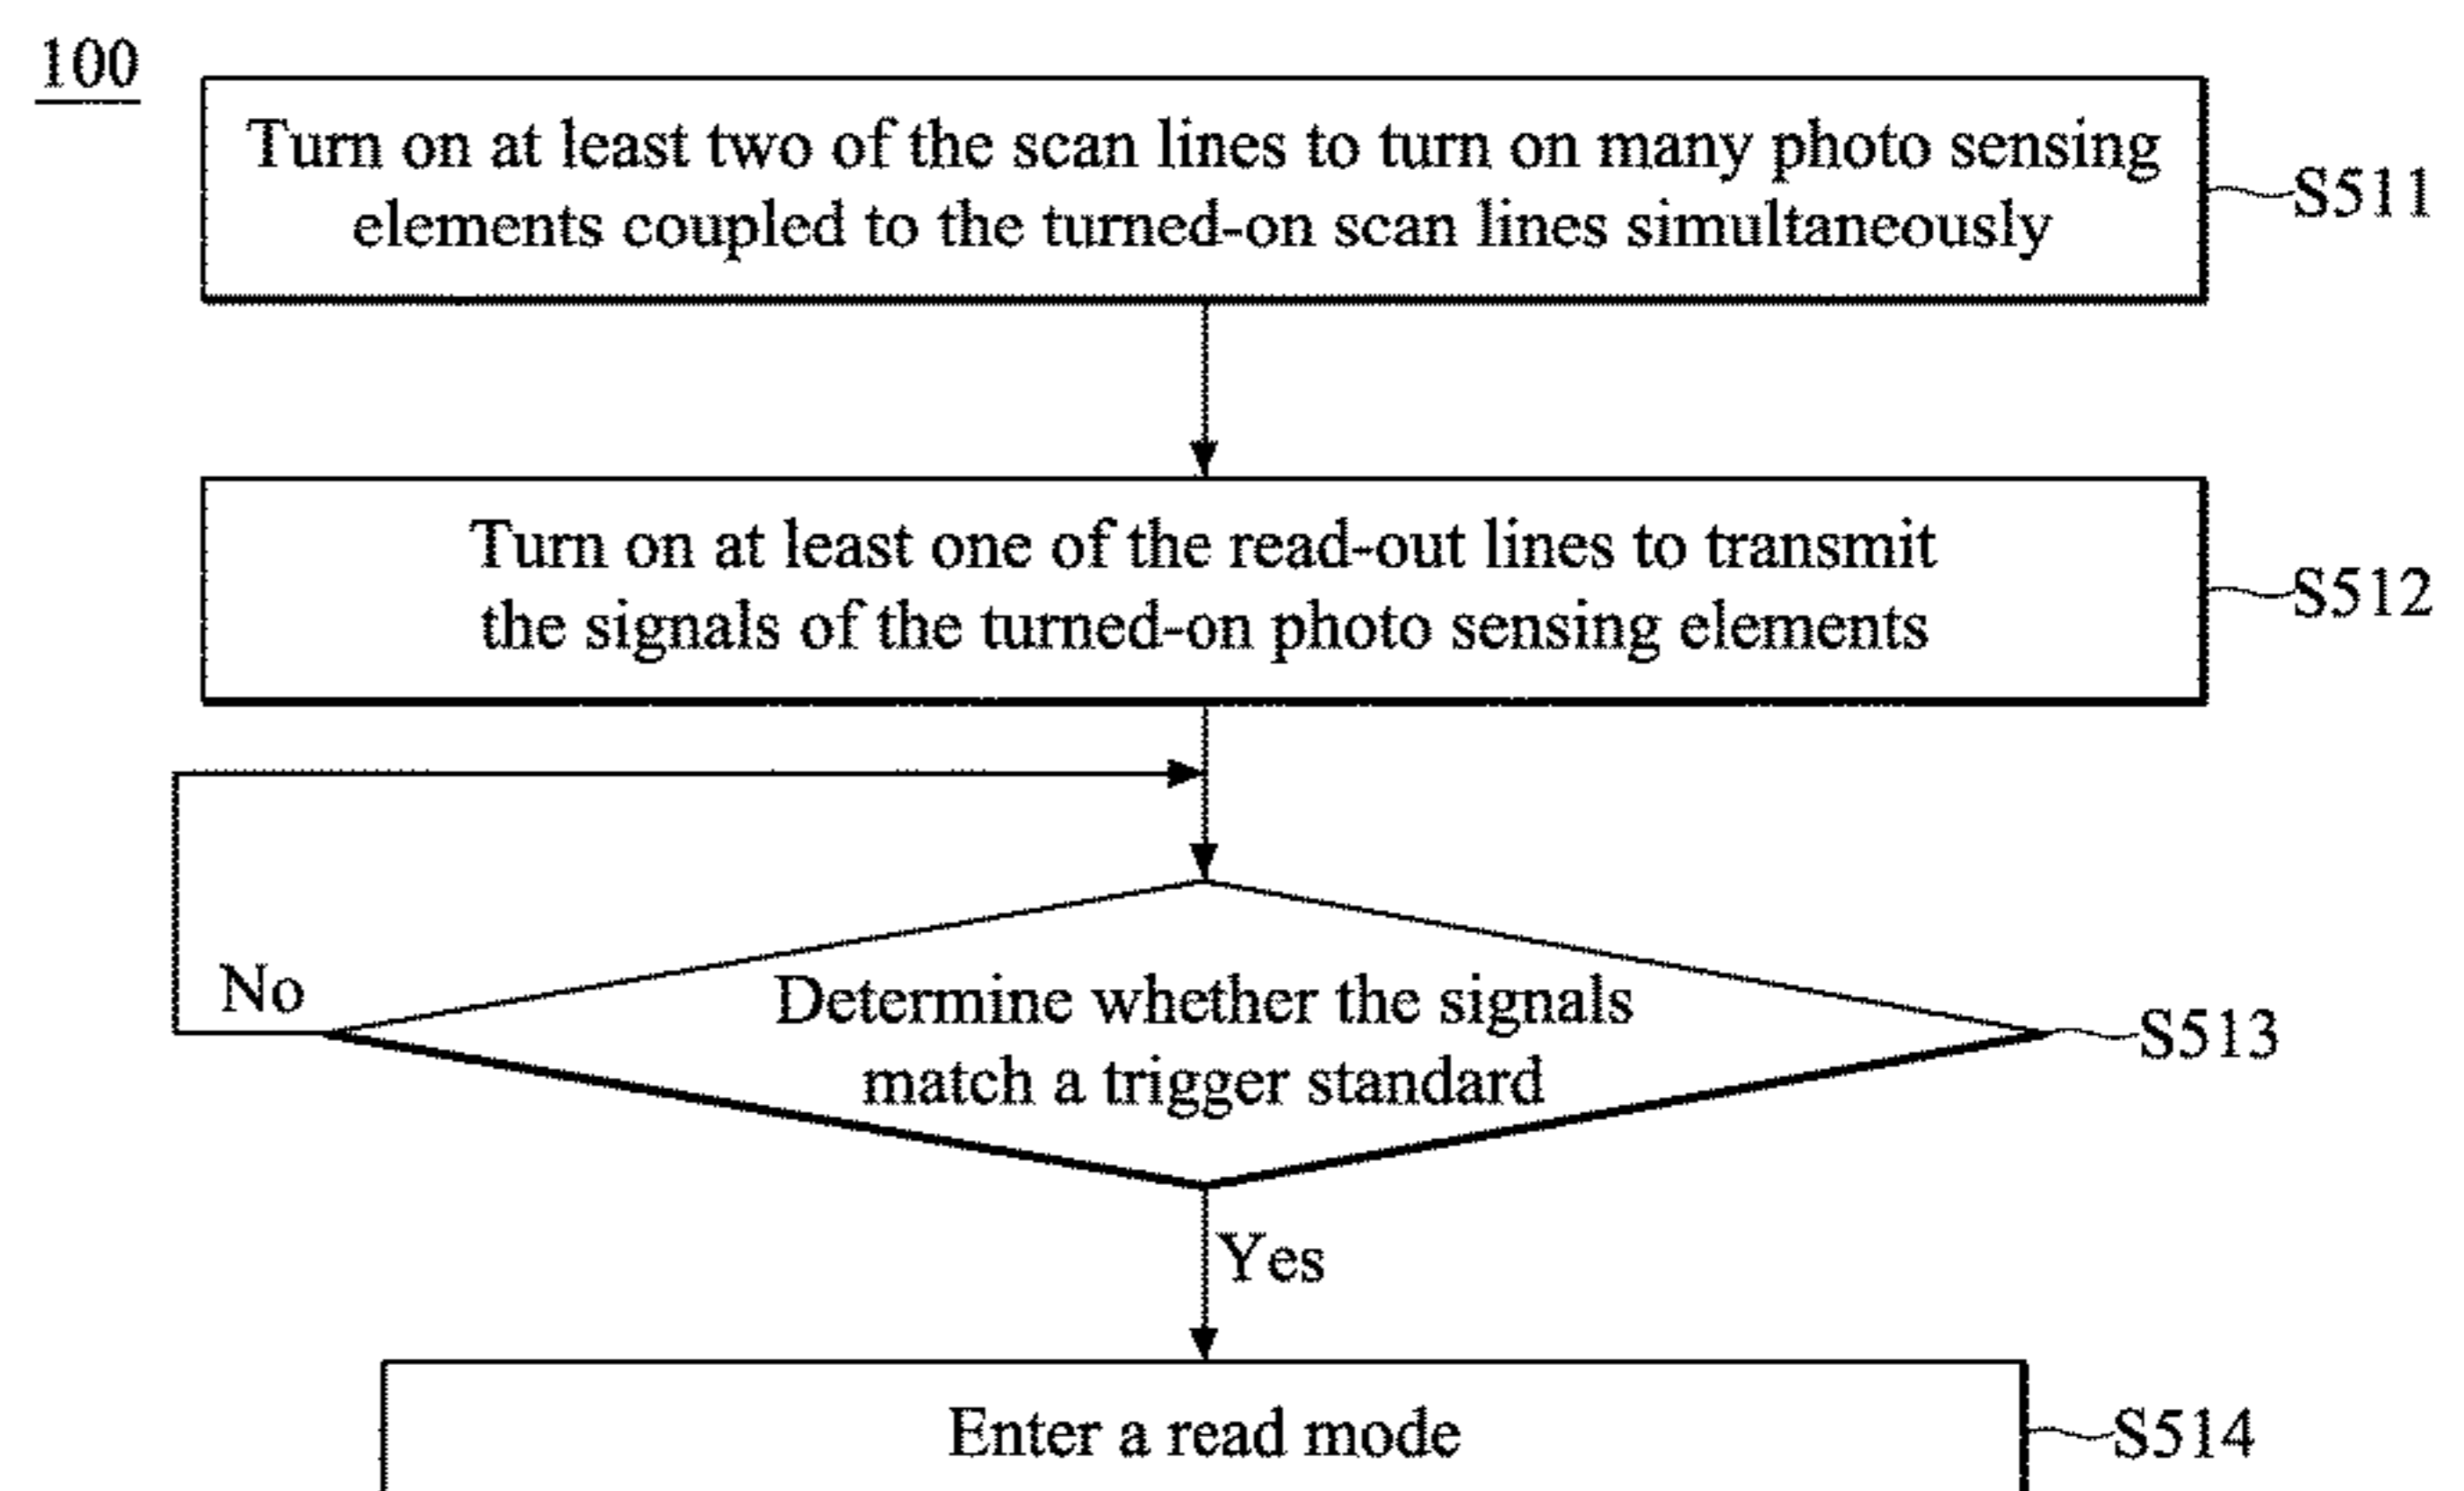 100
Turn on at least two of the scan lines to turn on many photo sensing
elements coupled to the turned-on scan lines simultaneously
S511
Turn on at least one of the read-out lines to transmit
the signals of the turned-on photo sensing elements
S512
No
Determine whether the signals
match a trigger standard
S513
Yes
Enter a read mode
S514